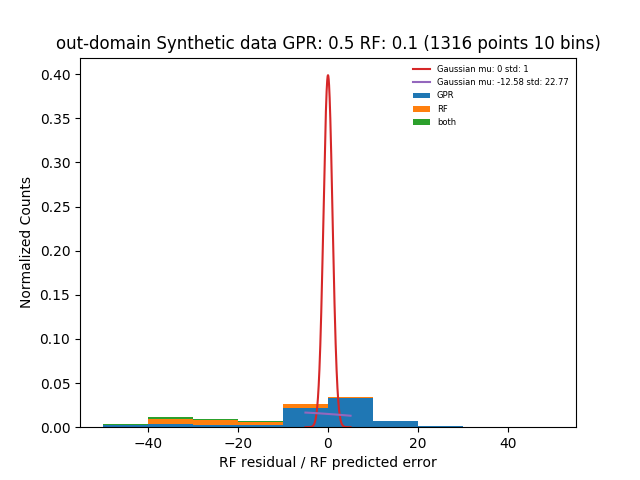 out-domain Synthetic data GPR: 0.5 RF: 0.1 (1316 points 10 bins)
Gaussian mu: 0 std: 1
Gaussian mu: -12.58 std: 22.77
GPR
RF
both
Normalized Counts
0.40
0.35
0.30
0.25
0.20
0.15
0.10
0.05
0.00
−40
−20
0
20
40
RF residual / RF predicted error